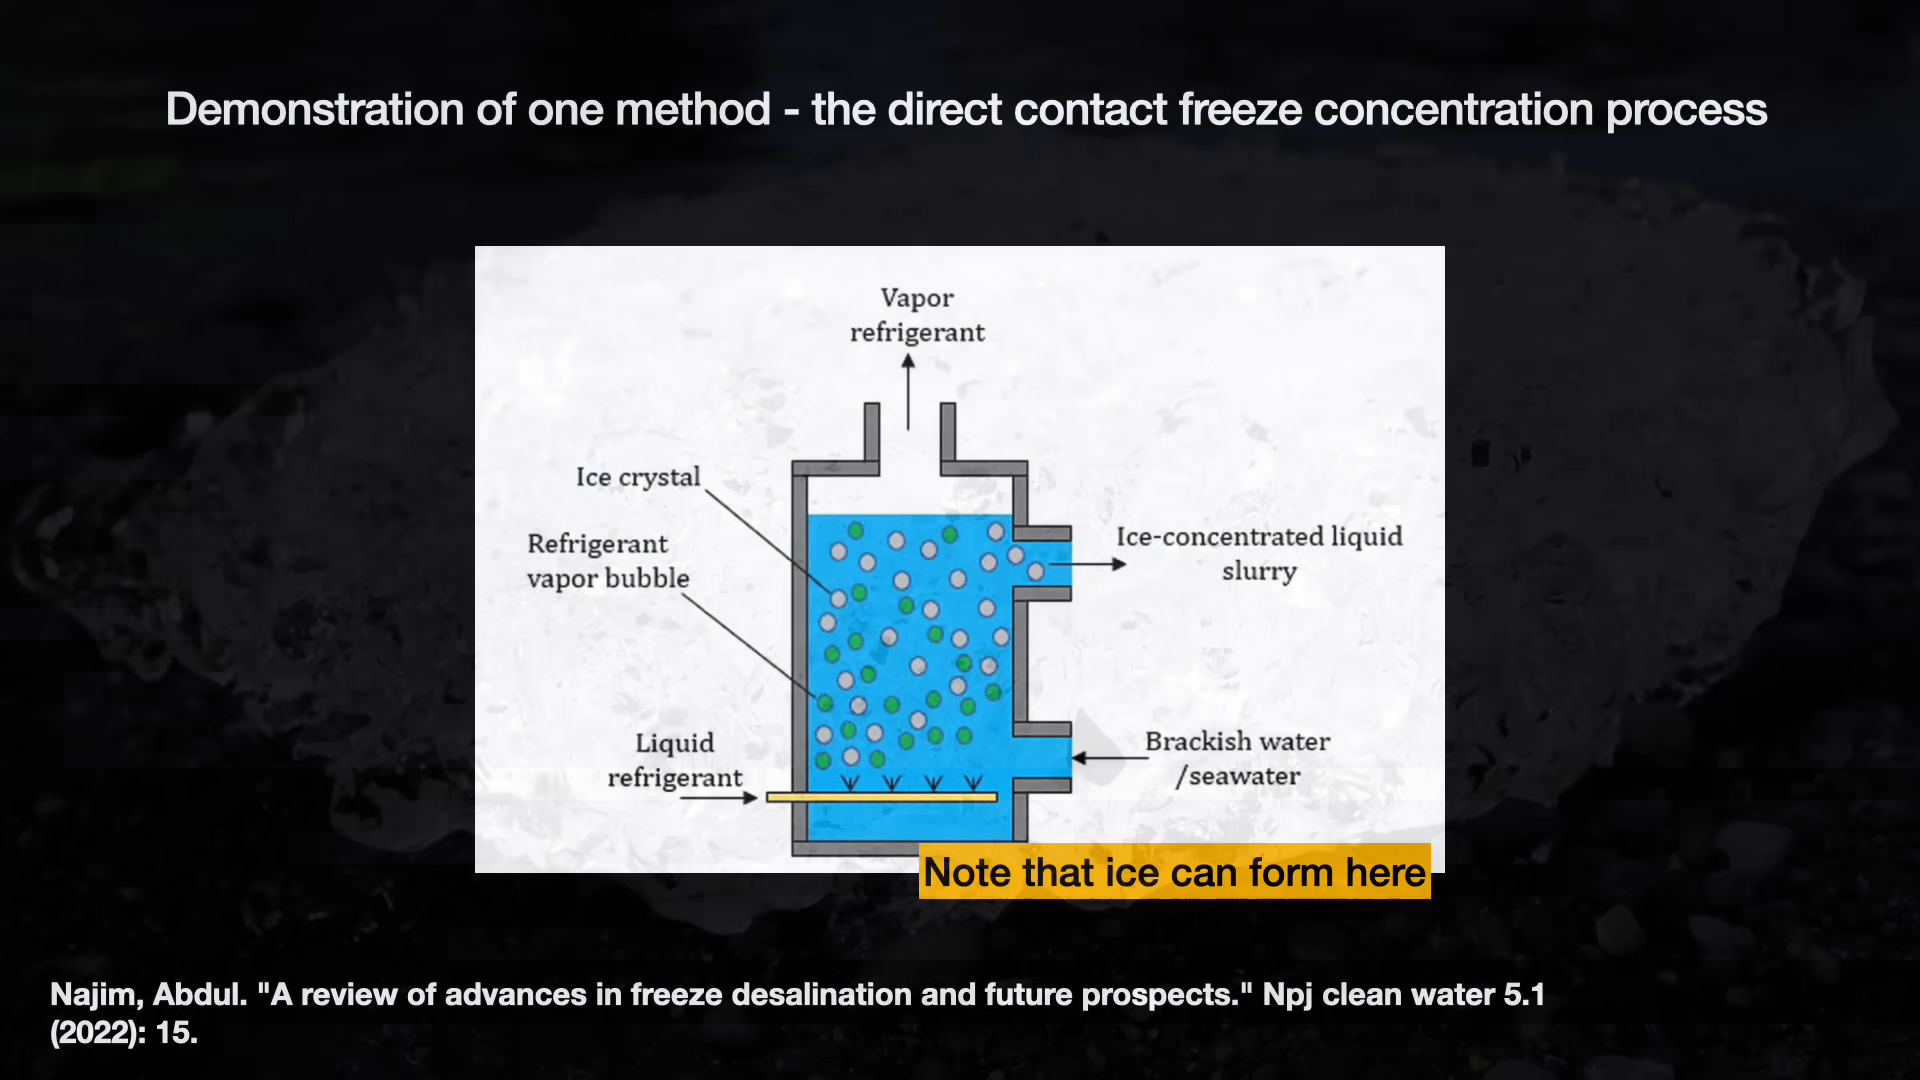 Demonstration of one method - the direct contact freeze concentration process
Vapor
refrigerant
Ice crystal
Refrigerant
vapor bubble
Ice-concentrated liquid
slurry
Liquid
refrigerant
Brackish water
/seawater
Note that ice can form here
Najim, Abdul. "A review of advances in freeze desalination and future prospects." Npj clean water 5.1
(2022): 15.